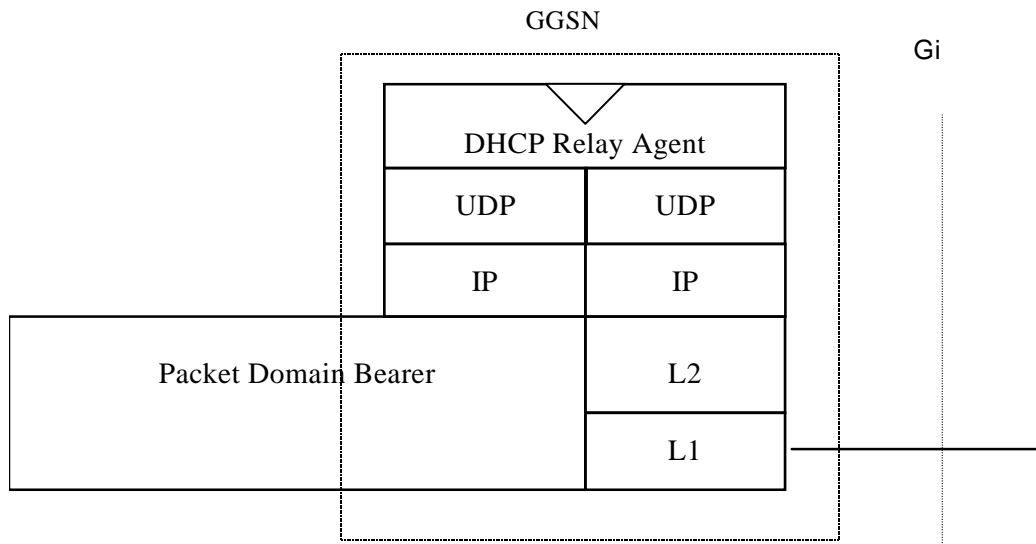 GGSN
Gi
DHCP Relay Agent
UDP UDP
IP IP
Packet Domain Bearer L2
L1